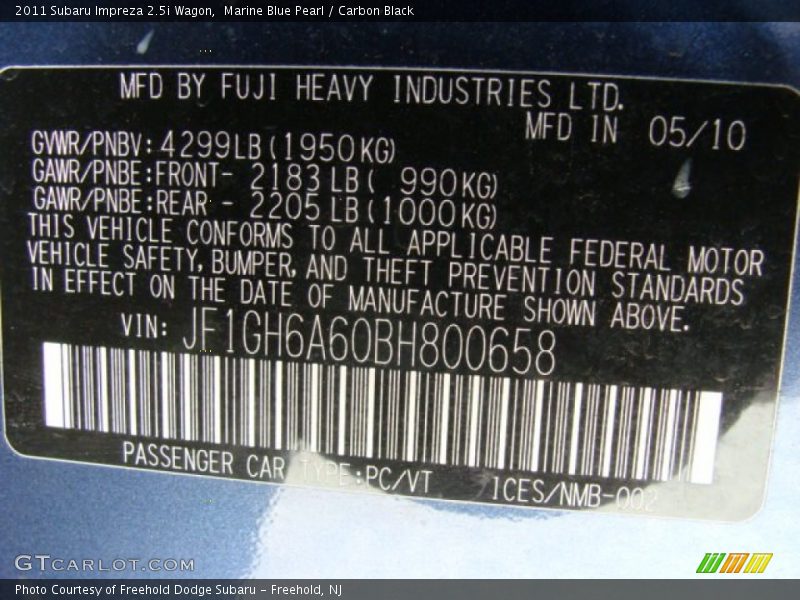 2011 Subaru Impreza 2.5i Wagon,  Marine Blue Pearl / Carbon Black
MFD BY FUJI HEAVY INDUSTRIES LTD.
MFD IN 05/10
GVWR/PNBV: 4299LB (1950KG)
GAWR/PNBE:FRONT- 2183 LB( 990KG)
GAWR/PNBE:REAR - 2205 LB(1000KG)
THIS VEHICLE CONFORMS TO ALL APPLICABLE FEDERAL MOTOR
VEHICLE SAFETY, BUMPER, AND THEFT PREVENTION STANDARDS
IN EFFECT ON THE DATE OF MANUFACTURE SHOWN ABOVE.
VIN: JF1GH6A60BH800658
PASSENGER CAR TYPE:PC/VT ICES/NMB-002
GTCARLOT.COM
Photo Courtesy of Freehold Dodge Subaru - Freehold, NJ